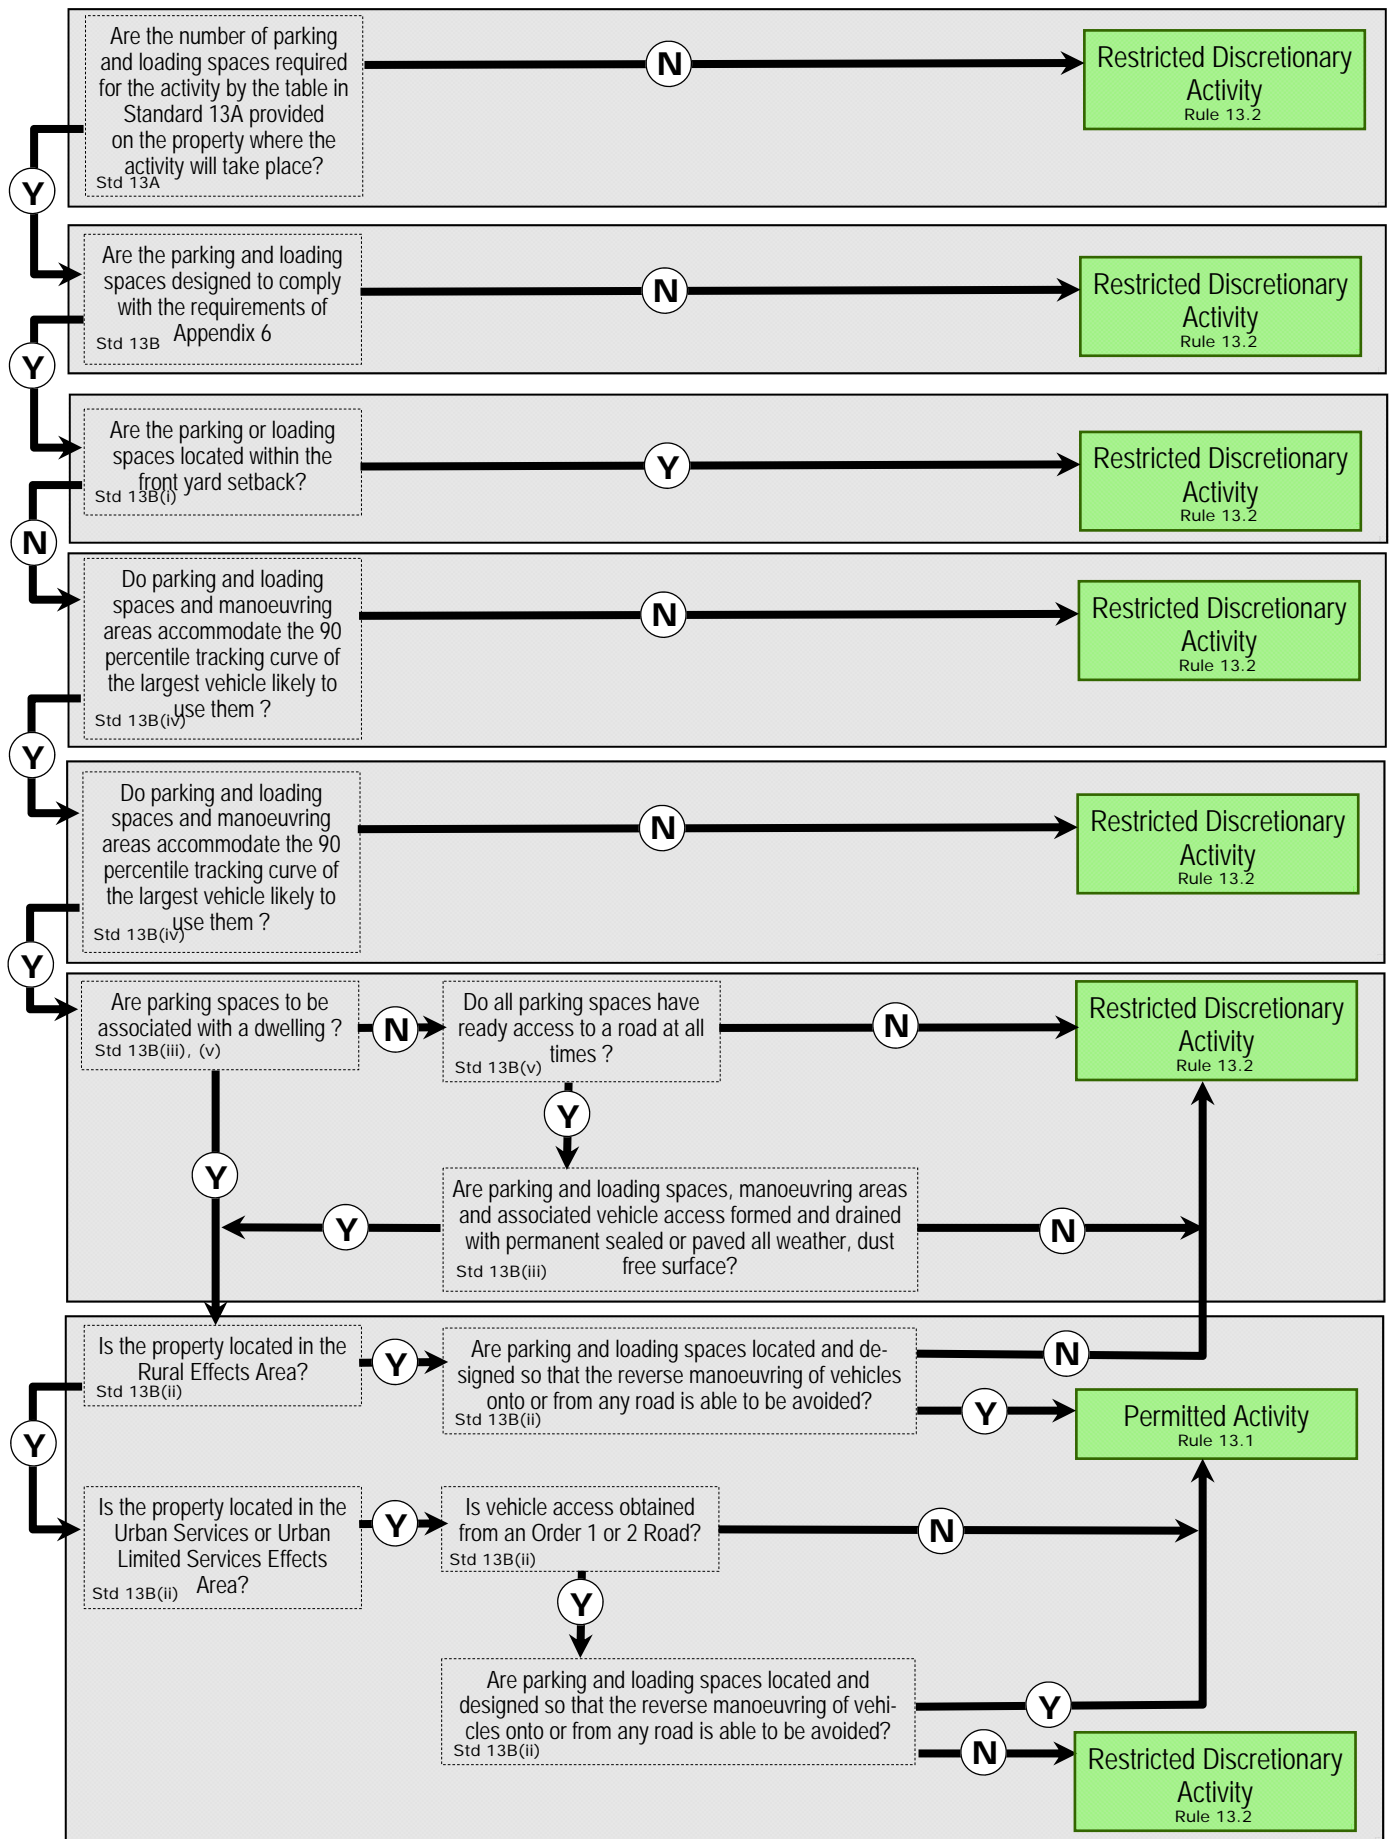 Are the number of parking
and loading spaces required
for the activity by the table in
Standard 13A provided
on the property where the
activity will take place?
Std 13A
N
Restricted Discretionary
Activity
Rule 13.2
Y
Are the parking and loading
spaces designed to comply
with the requirements of
Appendix 6
Std 13B
N
Restricted Discretionary
Activity
Rule 13.2
Y
Are the parking or loading
spaces located within the
front yard setback?
Std 13B(i)
Y
Restricted Discretionary
Activity
Rule 13.2
N
Do parking and loading
spaces and manoeuvring
areas accommodate the 90
percentile tracking curve of
the largest vehicle likely to
use them ?
Std 13B(iv)
N
Restricted Discretionary
Activity
Rule 13.2
Y
Do parking and loading
spaces and manoeuvring
areas accommodate the 90
percentile tracking curve of
the largest vehicle likely to
use them ?
Std 13B(iv)
N
Restricted Discretionary
Activity
Rule 13.2
Y
Are parking spaces to be
associated with a dwelling ?
Std 13B(iii), (v)
N
Do all parking spaces have
ready access to a road at all
times ?
Std 13B(v)
N
Restricted Discretionary
Activity
Rule 13.2
Y
Y
Are parking and loading spaces, manoeuvring areas
and associated vehicle access formed and drained
with permanent sealed or paved all weather, dust
free surface?
Std 13B(iii)
Y
N
Is the property located in the
Rural Effects Area?
Std 13B(ii)
Y
Are parking and loading spaces located and de-
signed so that the reverse manoeuvring of vehicles
onto or from any road is able to be avoided?
Std 13B(ii)
N
Y
Permitted Activity
Rule 13.1
Y
Is the property located in the
Urban Services or Urban
Limited Services Effects
Area?
Std 13B(ii)
Y
Is vehicle access obtained
from an Order 1 or 2 Road?
Std 13B(ii)
N
Y
Are parking and loading spaces located and
designed so that the reverse manoeuvring of vehi-
cles onto or from any road is able to be avoided?
Std 13B(ii)
Y
N
Restricted Discretionary
Activity
Rule 13.2